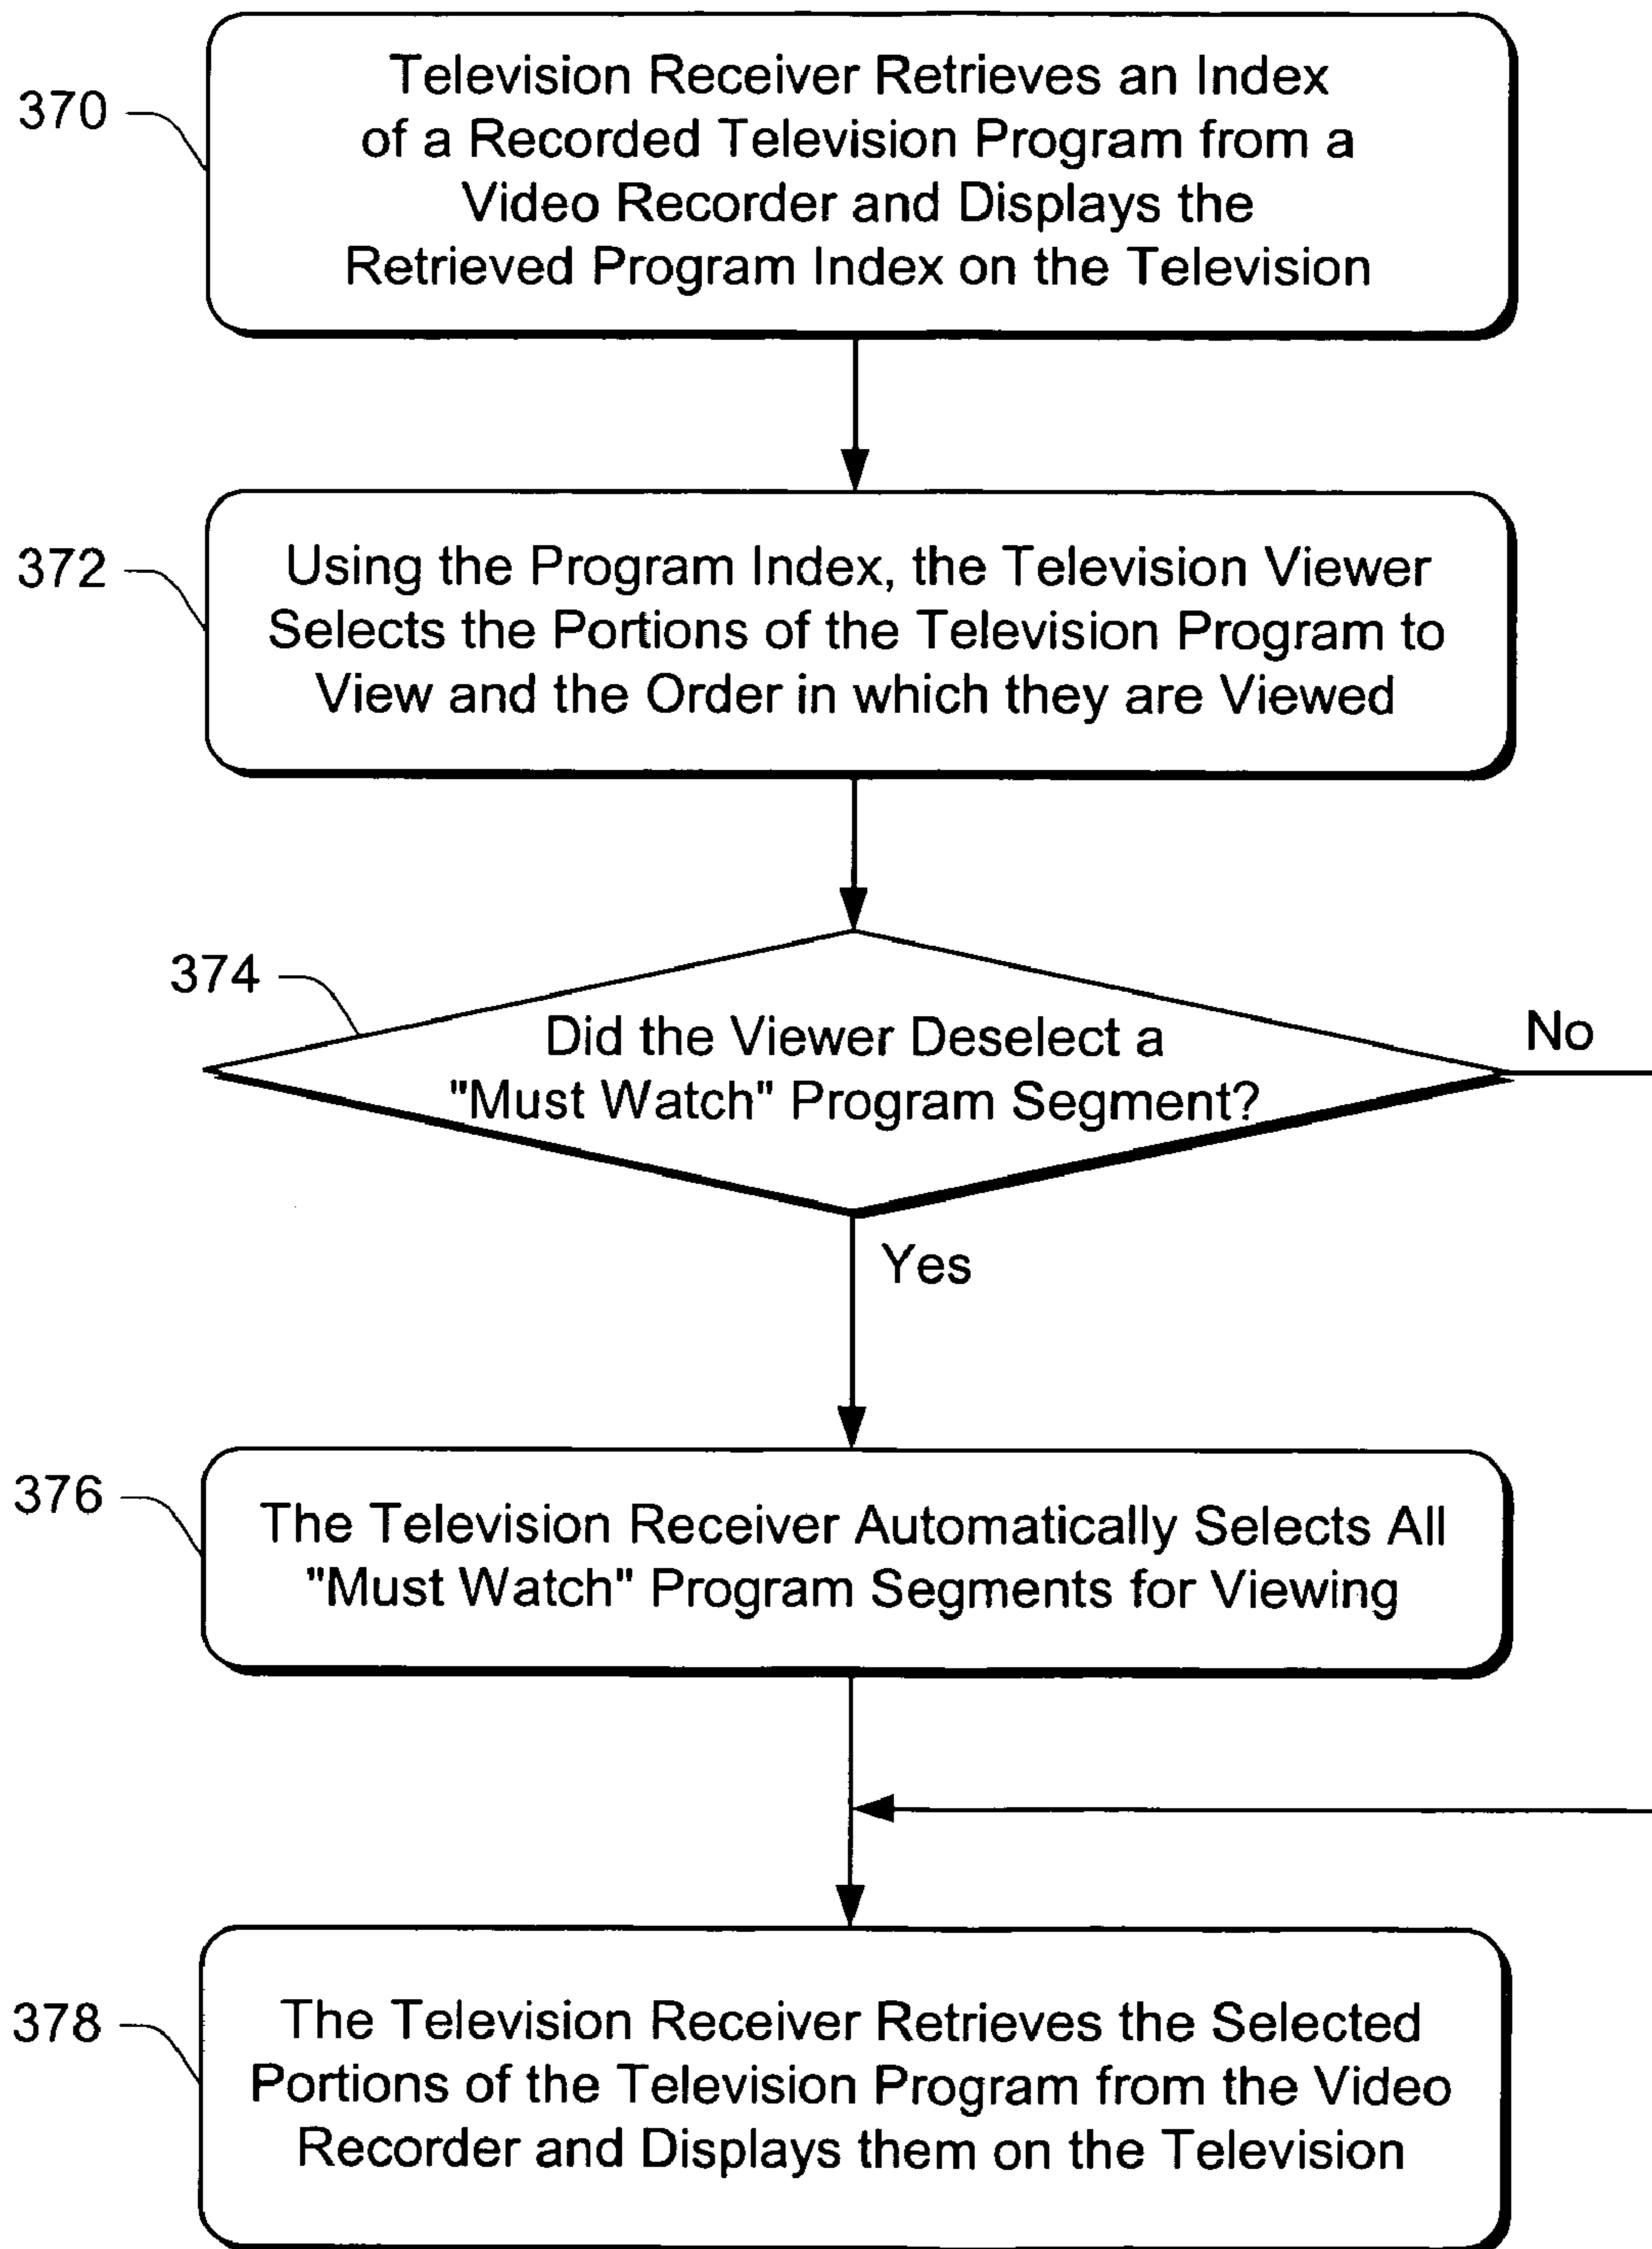 370
Television Receiver Retrieves an Index
of a Recorded Television Program from a
Video Recorder and Displays the
Retrieved Program Index on the Television
372
Using the Program Index, the Television Viewer
Selects the Portions of the Television Program to
View and the Order in which they are Viewed
374
Did the Viewer Deselect a
"Must Watch" Program Segment?
No
Yes
376
The Television Receiver Automatically Selects All
"Must Watch" Program Segments for Viewing
378
The Television Receiver Retrieves the Selected
Portions of the Television Program from the Video
Recorder and Displays them on the Television